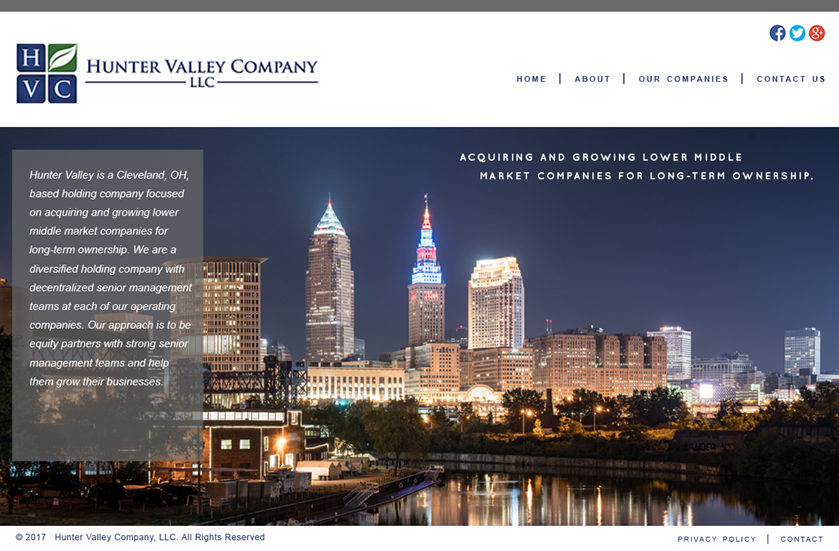 H
V C
HUNTER VALLEY COMPANY
LLC
HOME | ABOUT | OUR COMPANIES | CONTACT US
ACQUIRING AND GROWING LOWER MIDDLE
MARKET COMPANIES FOR LONG-TERM OWNERSHIP.
Hunter Valley is a Cleveland, OH,
based holding company focused
on acquiring and growing lower
middle market companies for
long-term ownership. We are a
diversified holding company with
decentralized senior management
teams at each of our operating
companies. Our approach is to be
equity partners with strong senior
management teams and help
them grow their businesses.
© 2017 Hunter Valley Company, LLC. All Rights Reserved
PRIVACY POLICY | CONTACT